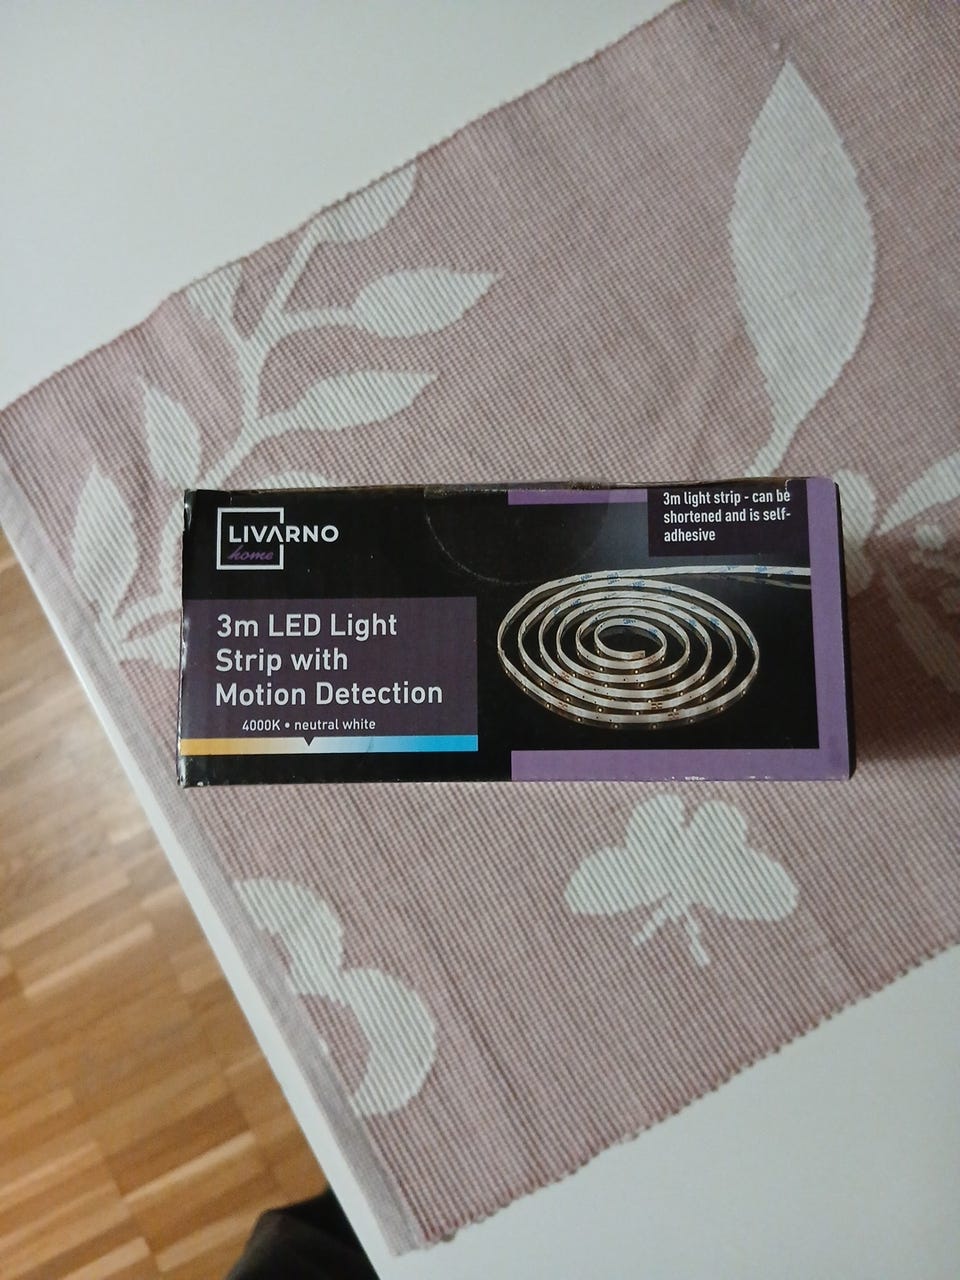 LIVARNO
home
3m light strip - can be
shortened and is self-
adhesive
3m LED Light
Strip with
Motion Detection
4000K • neutral white